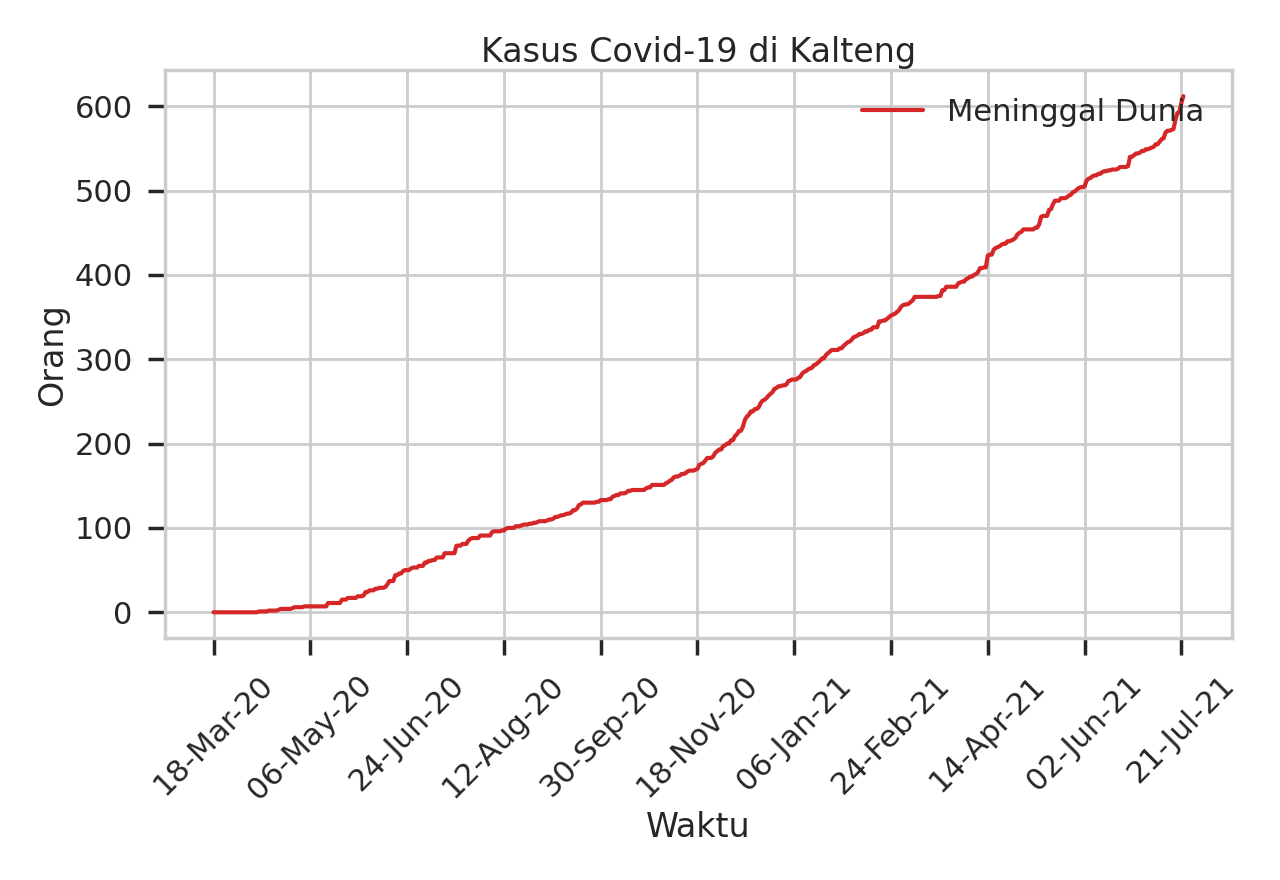 Kasus Covid-19 di Kalteng
Meninggal Dunia
Orang
600
500
400
300
200
100
0
18-Mar-20
06-May-20
24-Jun-20
12-Aug-20
30-Sep-20
18-Nov-20
06-Jan-21
24-Feb-21
14-Apr-21
02-Jun-21
21-Jul-21
Waktu